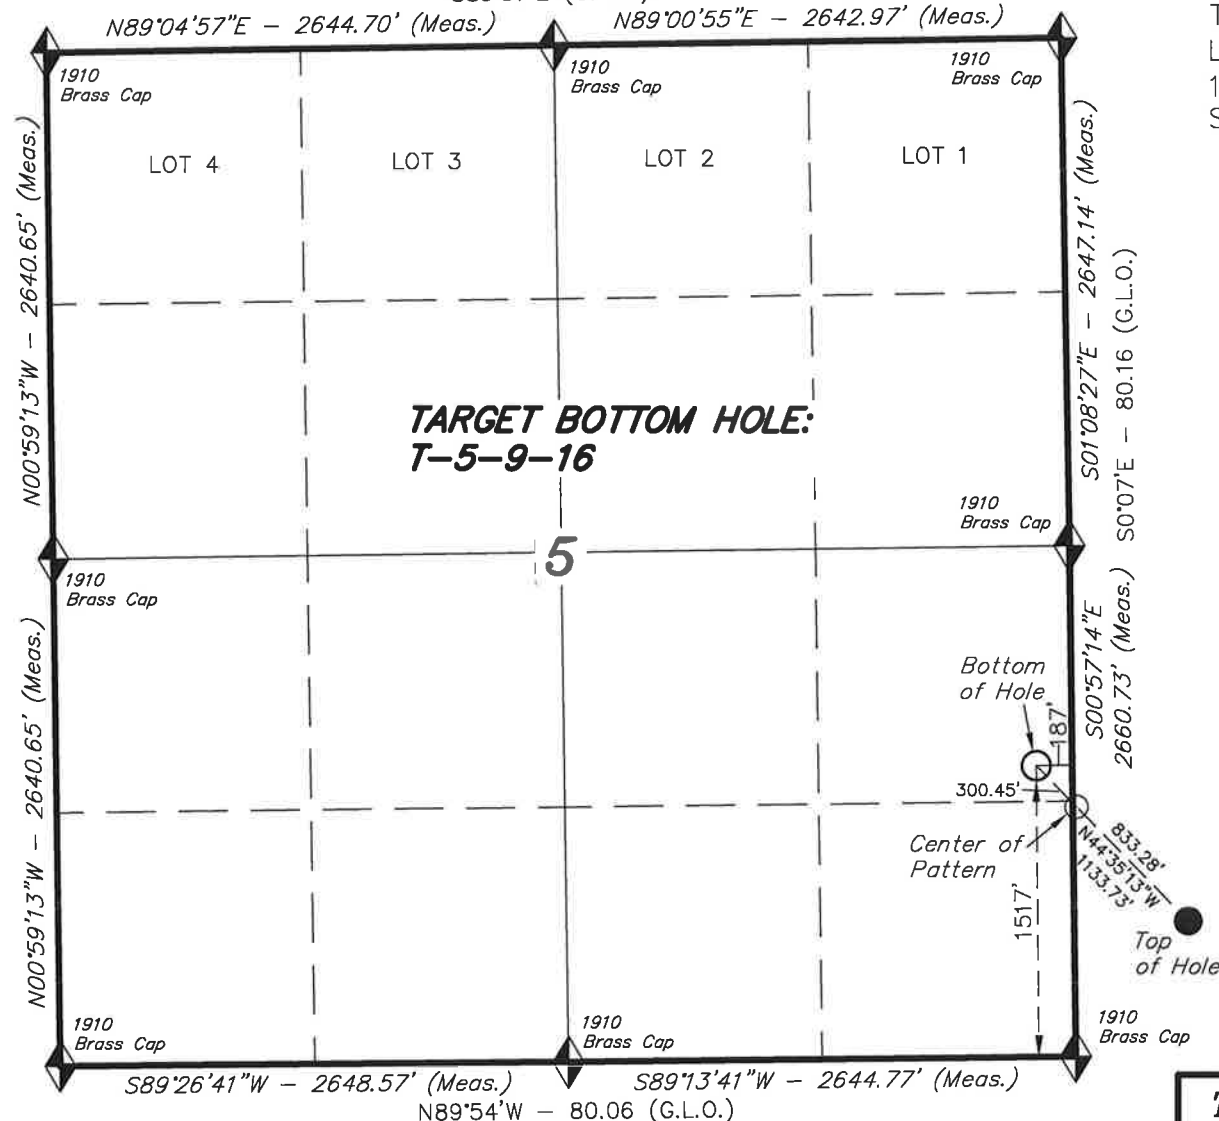 N89°04'57"E – 2644.70' (Meas.)
N89°00'55"E – 2642.97' (Meas.)
1910
Brass Cap
1910
Brass Cap
1910
Brass Cap
LOT 4
LOT 3
LOT 2
LOT 1
N00°59'13"W – 2640.65' (Meas.)
S01°08'27"E – 2647.14' (Meas.)
S0°07'E – 80.16 (G.L.O.)
TARGET BOTTOM HOLE:
T–5–9–16
1910
Brass Cap
5
1910
Brass Cap
N00°59'13"W – 2640.65' (Meas.)
S00°57'14"E
2660.73' (Meas.)
Bottom
of Hole
187'
300.45'
Center of
Pattern
833.28'
N44°35'13"W
1133.73'
1517'
Top
of Hole
1910
Brass Cap
1910
Brass Cap
1910
Brass Cap
S89°26'41"W – 2648.57' (Meas.)
S89°13'41"W – 2644.77' (Meas.)
N89°54'W – 80.06 (G.L.O.)